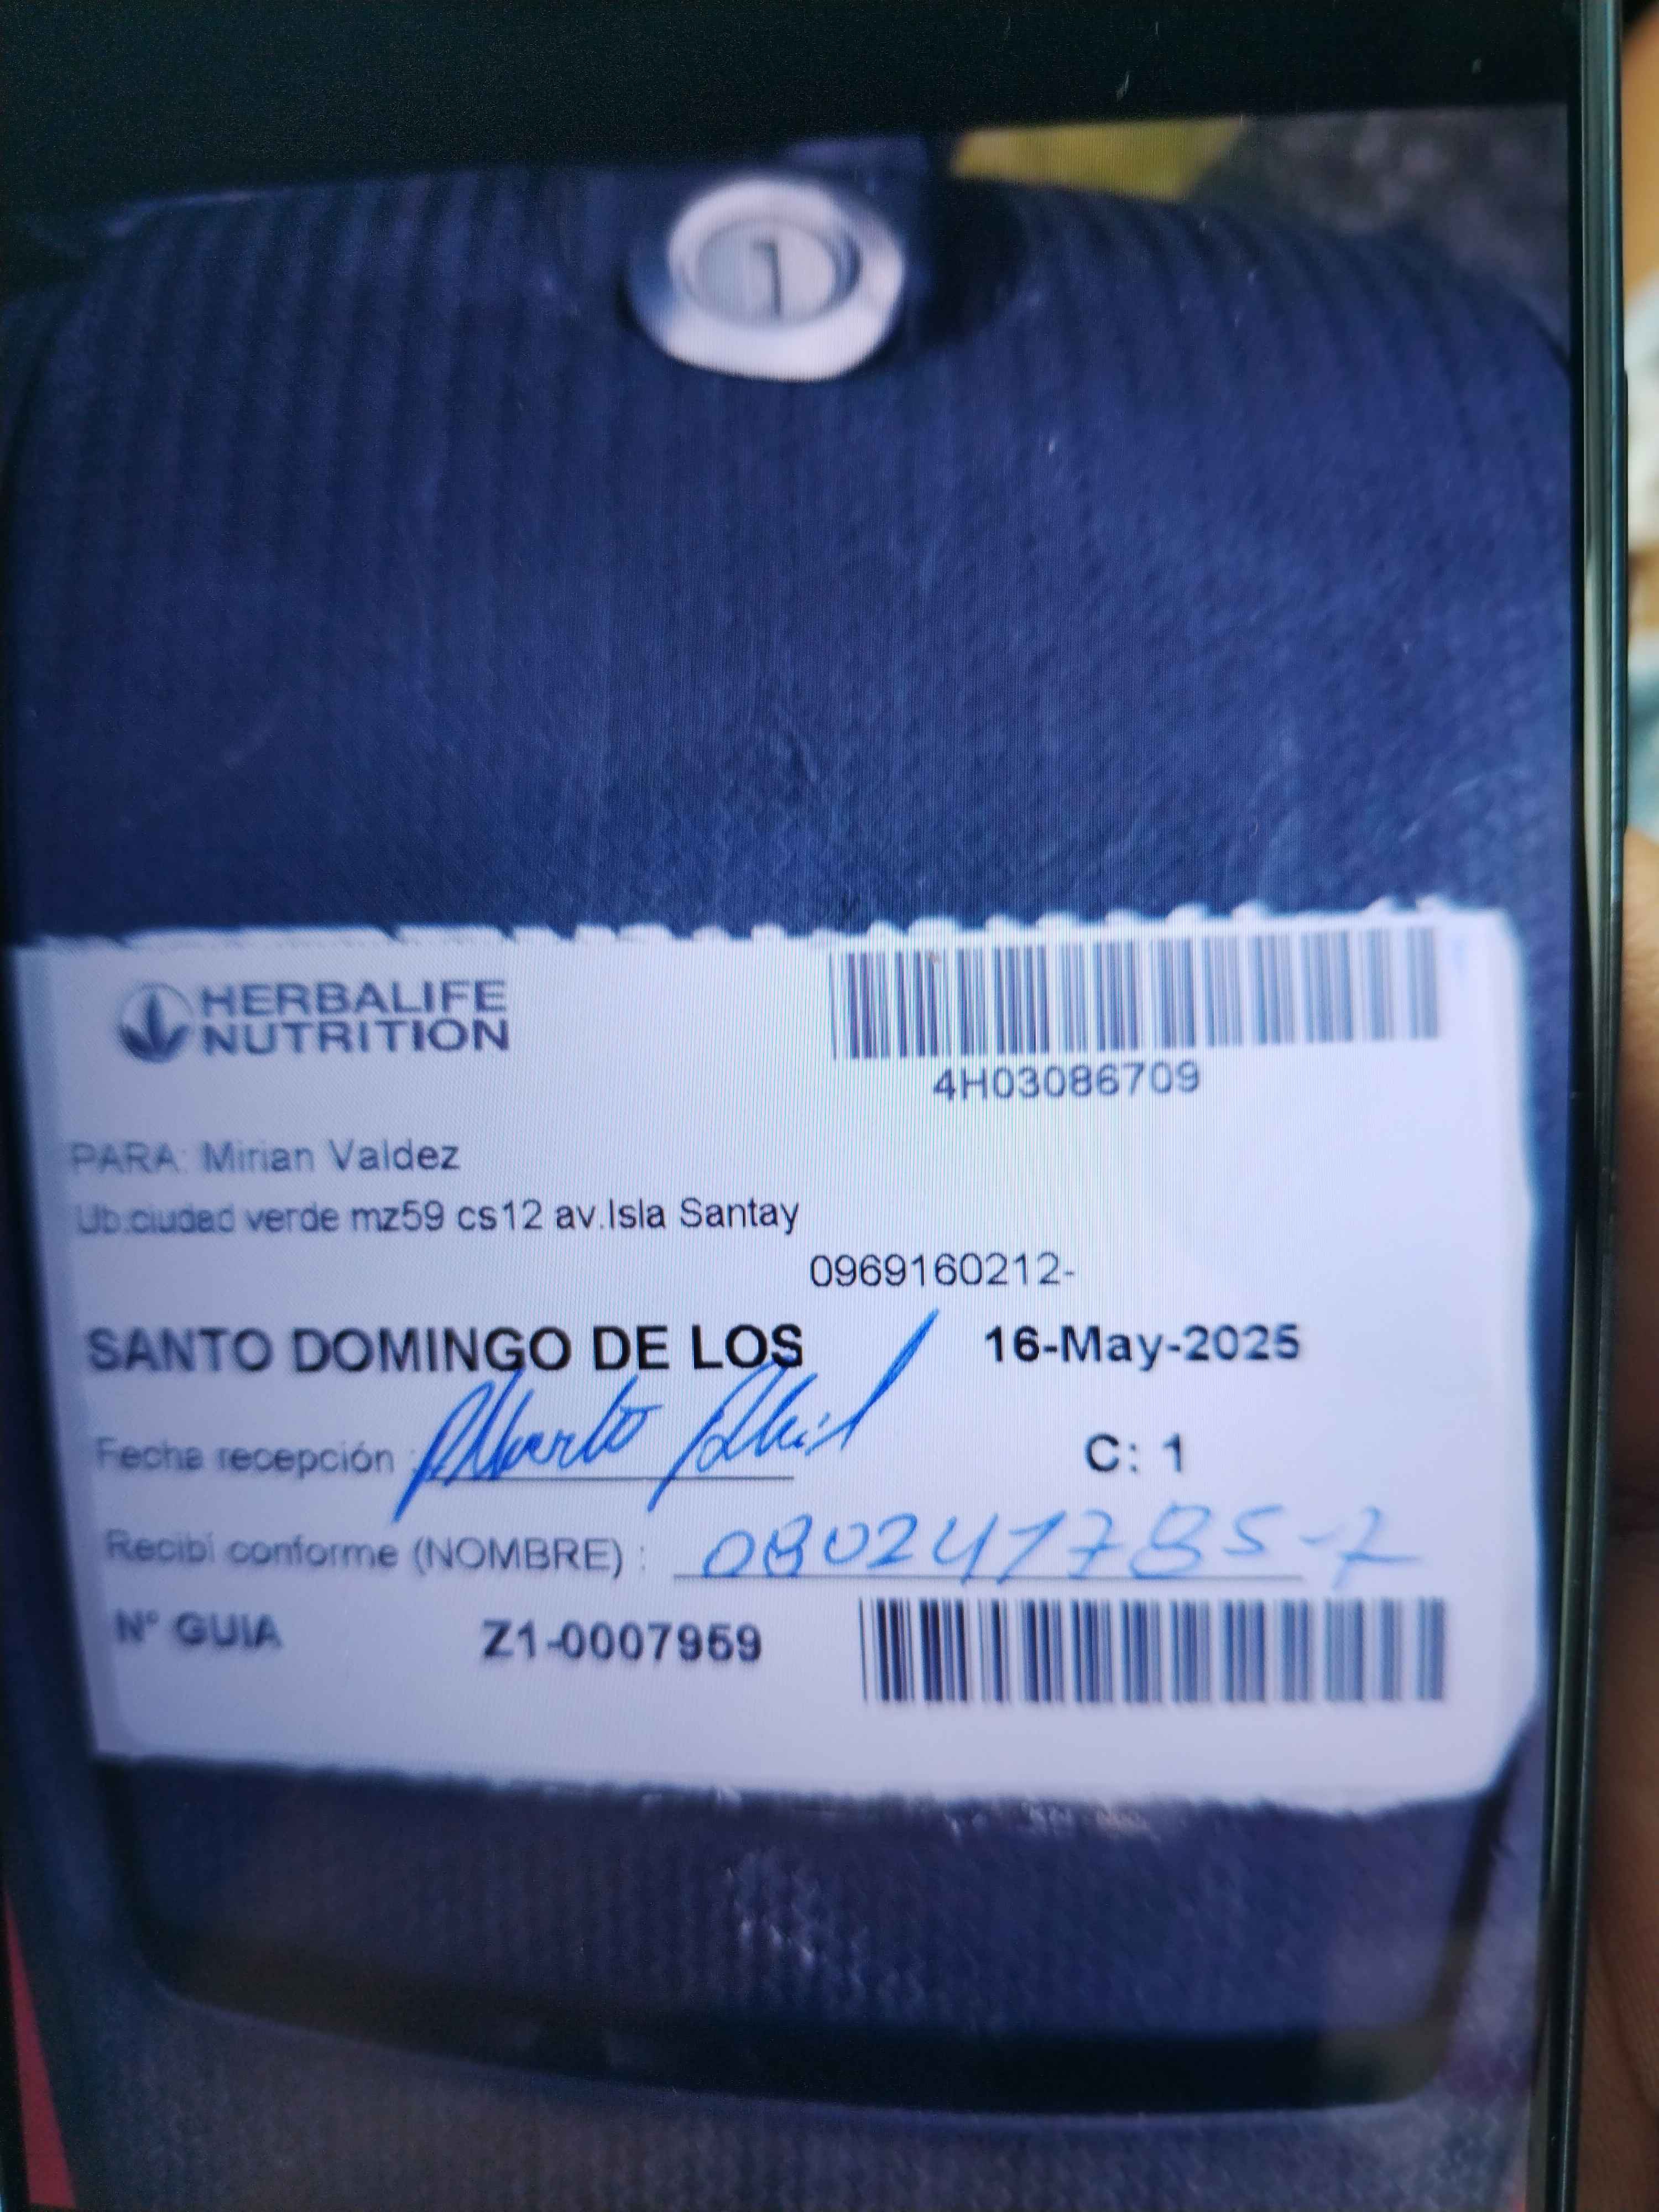 HERBALIFE
NUTRITION
4H03086709
PARA: Mirian Valdez
Ub.ciudad verde mz59 cs12 av.Isla Santay
0969160212-
SANTO DOMINGO DE LOS 16-May-2025
Fecha recepción : Alberto C: 1
Recibí conforme (NOMBRE) : 080241785-7
N° GUIA Z1-0007959